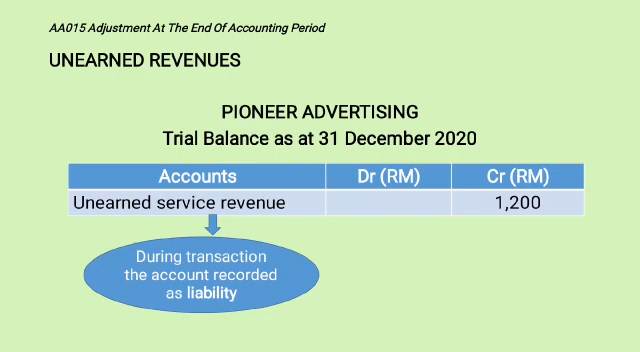 AA015 Adjustment At The End Of Accounting Period
UNEARNED REVENUES
PIONEER ADVERTISING
Trial Balance as at 31 December 2020
Accounts Dr (RM) Cr (RM)
Unearned service revenue 1,200
During transaction
the account recorded
as liability